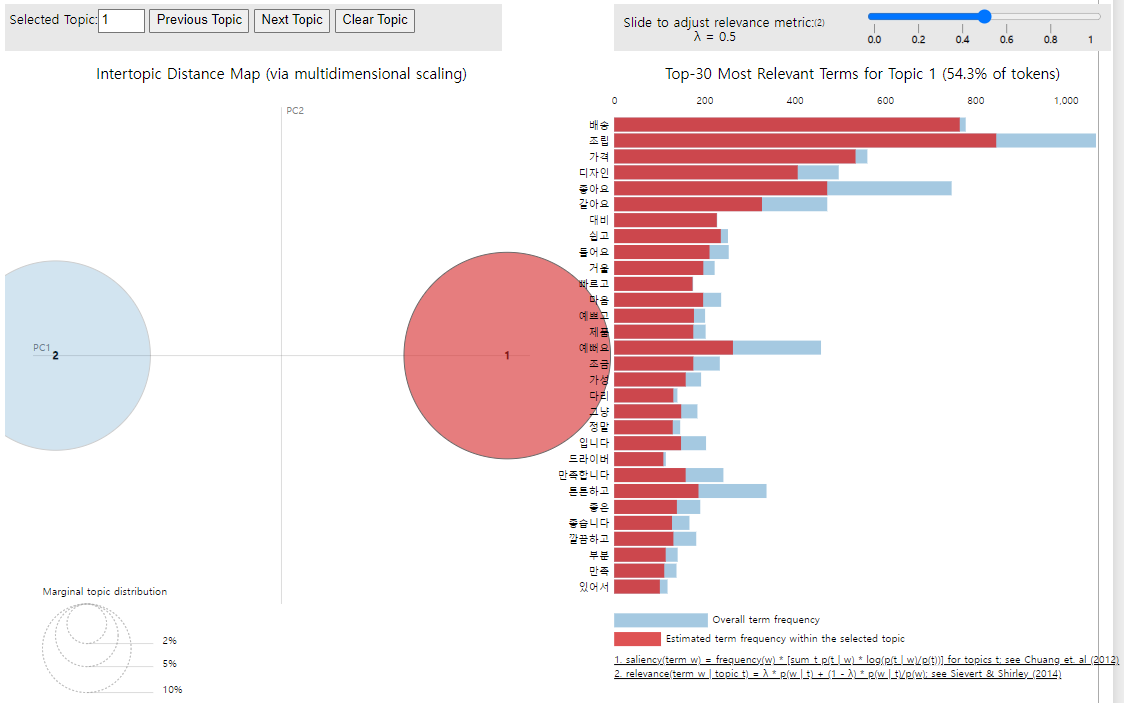 Selected Topic: 1 Previous Topic Next Topic Clear Topic
Slide to adjust relevance metric:(2)
λ = 0.5
0.0 0.2 0.4 0.6 0.8 1
Intertopic Distance Map (via multidimensional scaling)
PC2
PC1
2
1
Marginal topic distribution
2%
5%
10%
Top-30 Most Relevant Terms for Topic 1 (54.3% of tokens)
0 200 400 600 800 1,000
배송
조립
가격
디자인
좋아요
같아요
대비
쉽고
들어요
거울
빠르고
마음
예쁘고
제품
예뻐요
조금
가성
다리
그냥
정말
입니다
드라이버
만족합니다
튼튼하고
좋은
좋습니다
깔끔하고
부분
만족
있어서
Overall term frequency
Estimated term frequency within the selected topic
1. saliency(term w) = frequency(w) * [sum_t p(t | w) * log(p(t | w)/p(t))] for topics t; see Chuang et. al (2012)
2. relevance(term w | topic t) = λ * p(w | t) + (1 - λ) * p(w | t)/p(w); see Sievert & Shirley (2014)